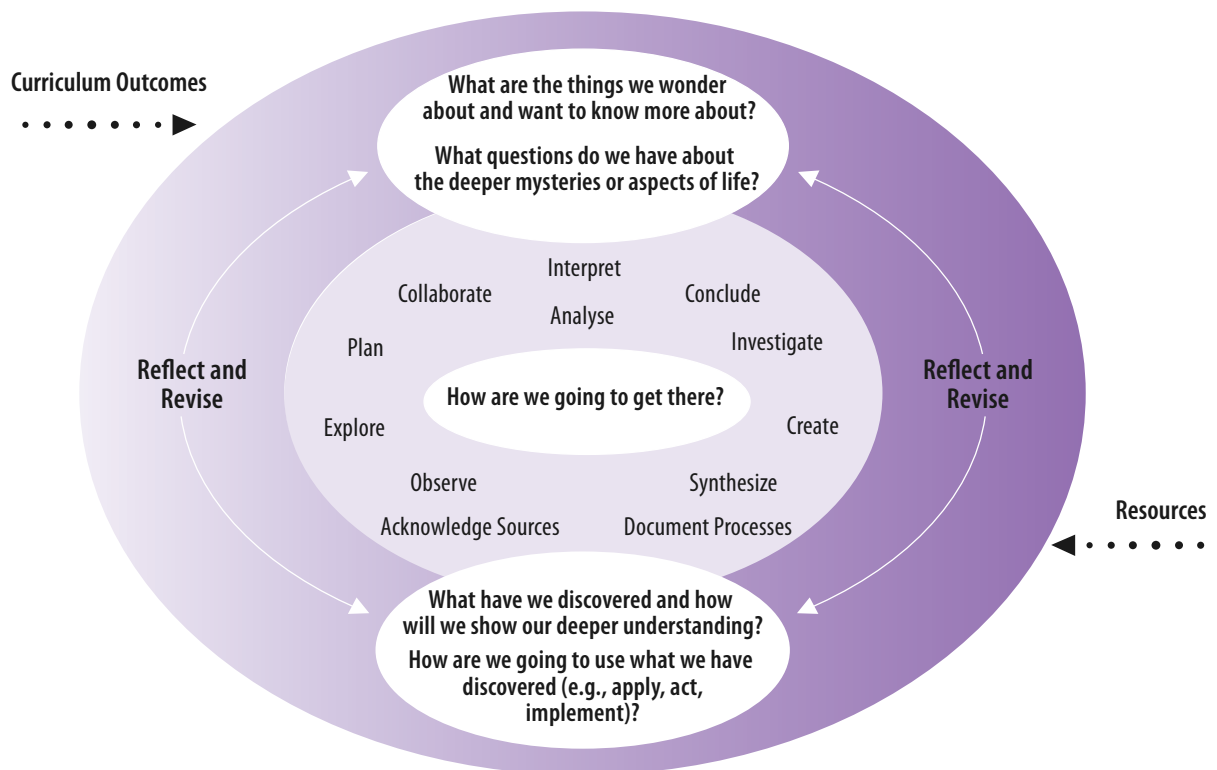 Curriculum Outcomes
What are the things we wonder
about and want to know more about?
What questions do we have about
the deeper mysteries or aspects of life?
Interpret
Collaborate
Conclude
Analyse
Plan
Investigate
Reflect and
Revise
How are we going to get there?
Reflect and
Revise
Explore
Create
Observe
Synthesize
Acknowledge Sources
Document Processes
Resources
What have we discovered and how
will we show our deeper understanding?
How are we going to use what we have
discovered (e.g., apply, act,
implement)?